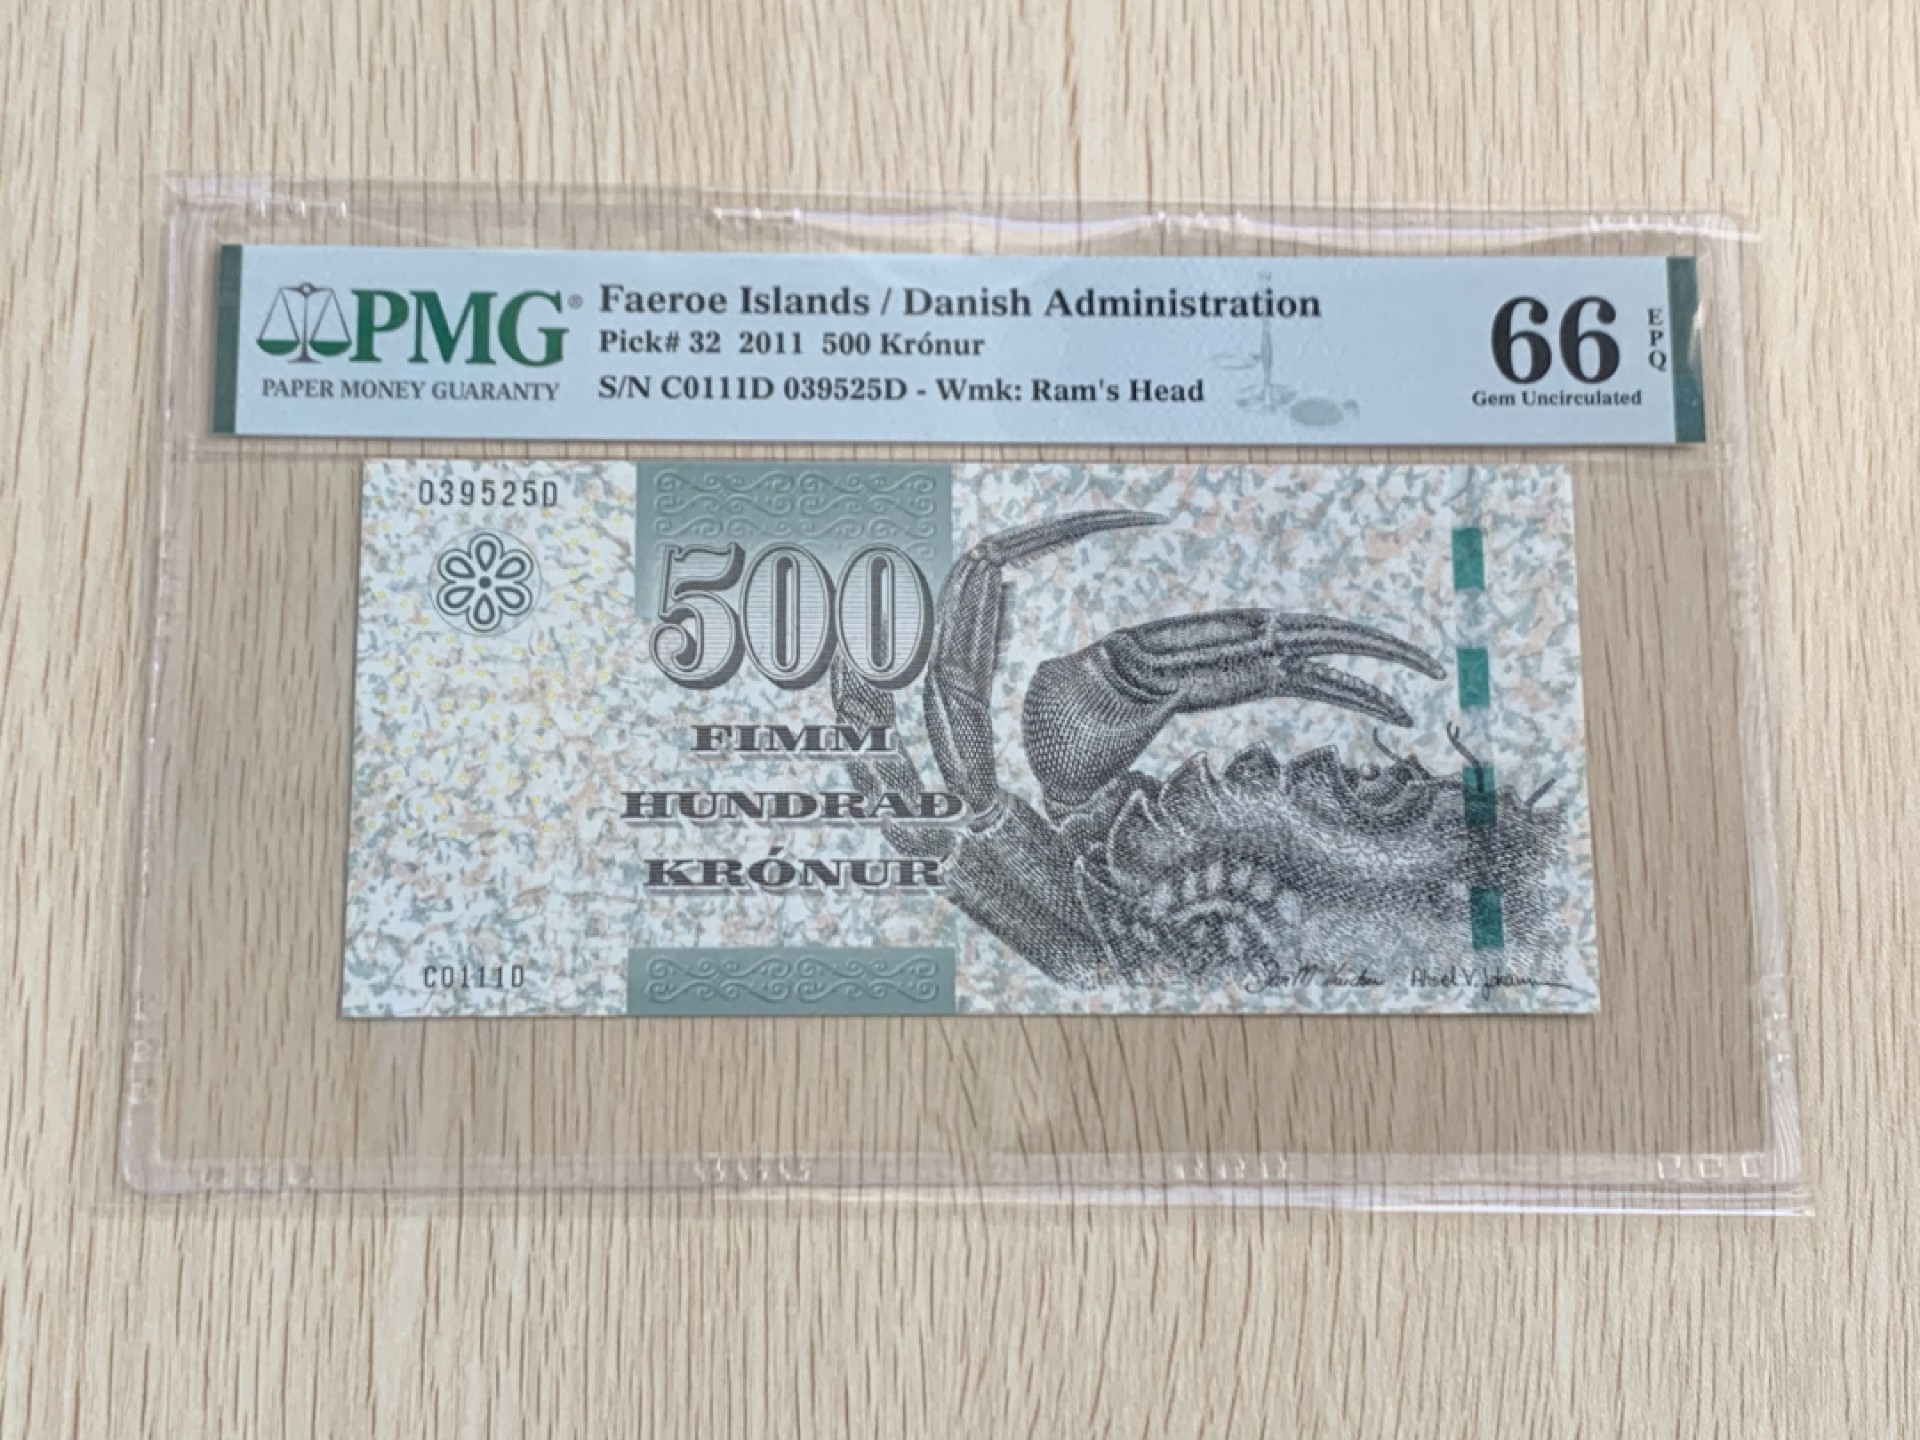 PMG®
PAPER MONEY GUARANTY
Faeroe Islands / Danish Administration
Pick# 32 2011 500 Krónur
S/N C0111D 039525D - Wmk: Ram's Head
66
EPQ
Gem Uncirculated
039525D
500
FIMM
HUNDRAÐ
KRÓNUR
C0111D